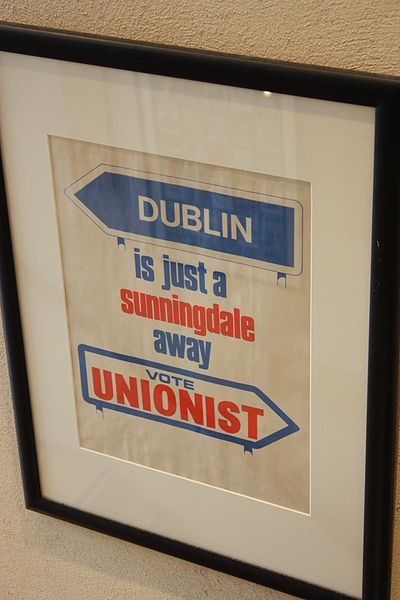 DUBLIN
is just a
sunningdale
away
VOTE
UNIONIST